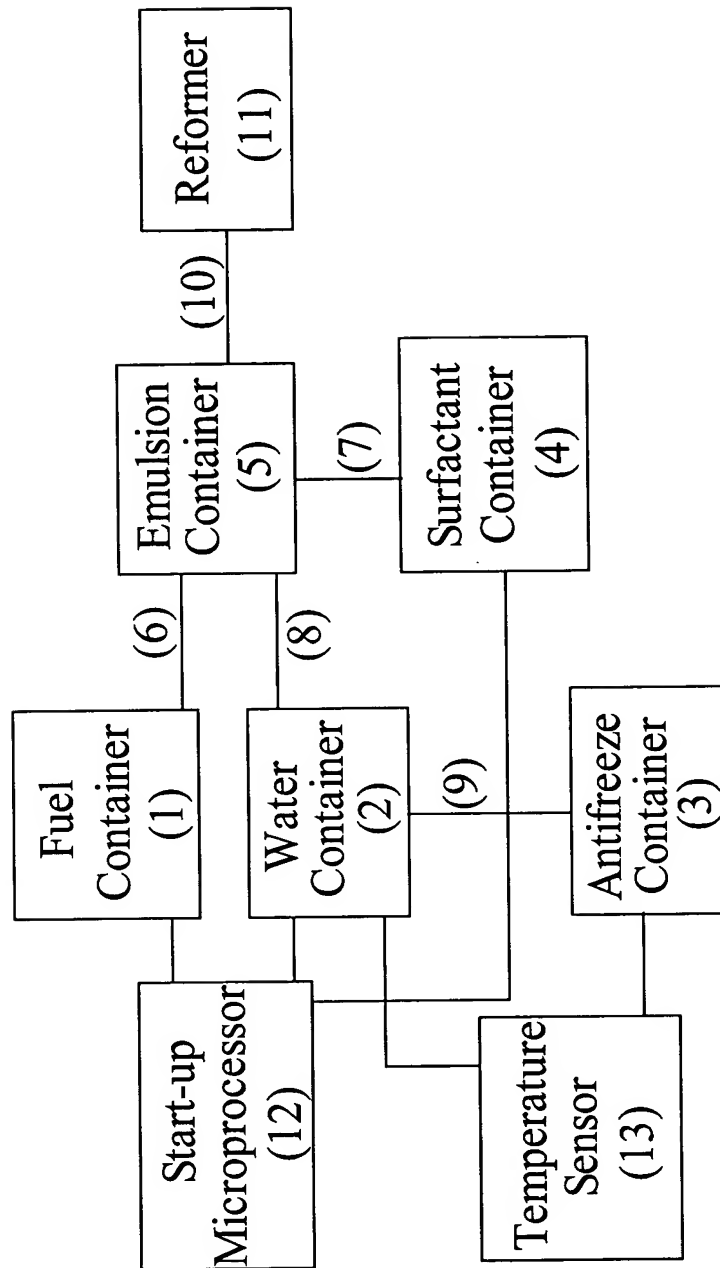 Start-up
Microprocessor
(12)
Fuel
Container
(1)
(6)
Emulsion
Container
(5)
(10)
Reformer
(11)
Water
Container
(2)
(8)
(7)
(9)
Surfactant
Container
(4)
Temperature
Sensor
(13)
Antifreeze
Container
(3)